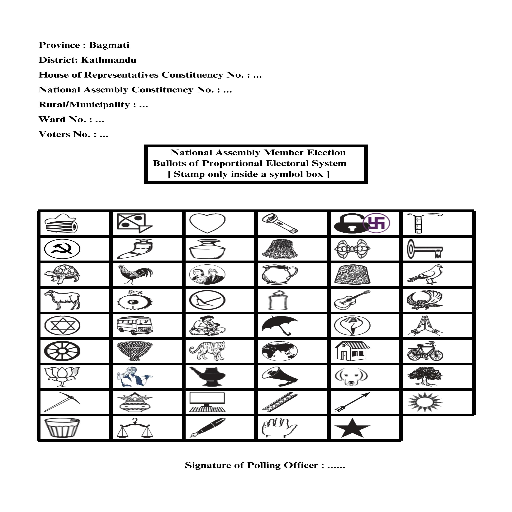 Province : Bagmati
District: Kathmandu
House of Representatives Constituency No. : ...
National Assembly Constituency No. : ...
Rural/Municipality : ...
Ward No. : ...
Voters No. : ...
National Assembly Member Election
Ballots of Proportional Electoral System
[ Stamp only inside a symbol box ]
Signature of Polling Officer : ......